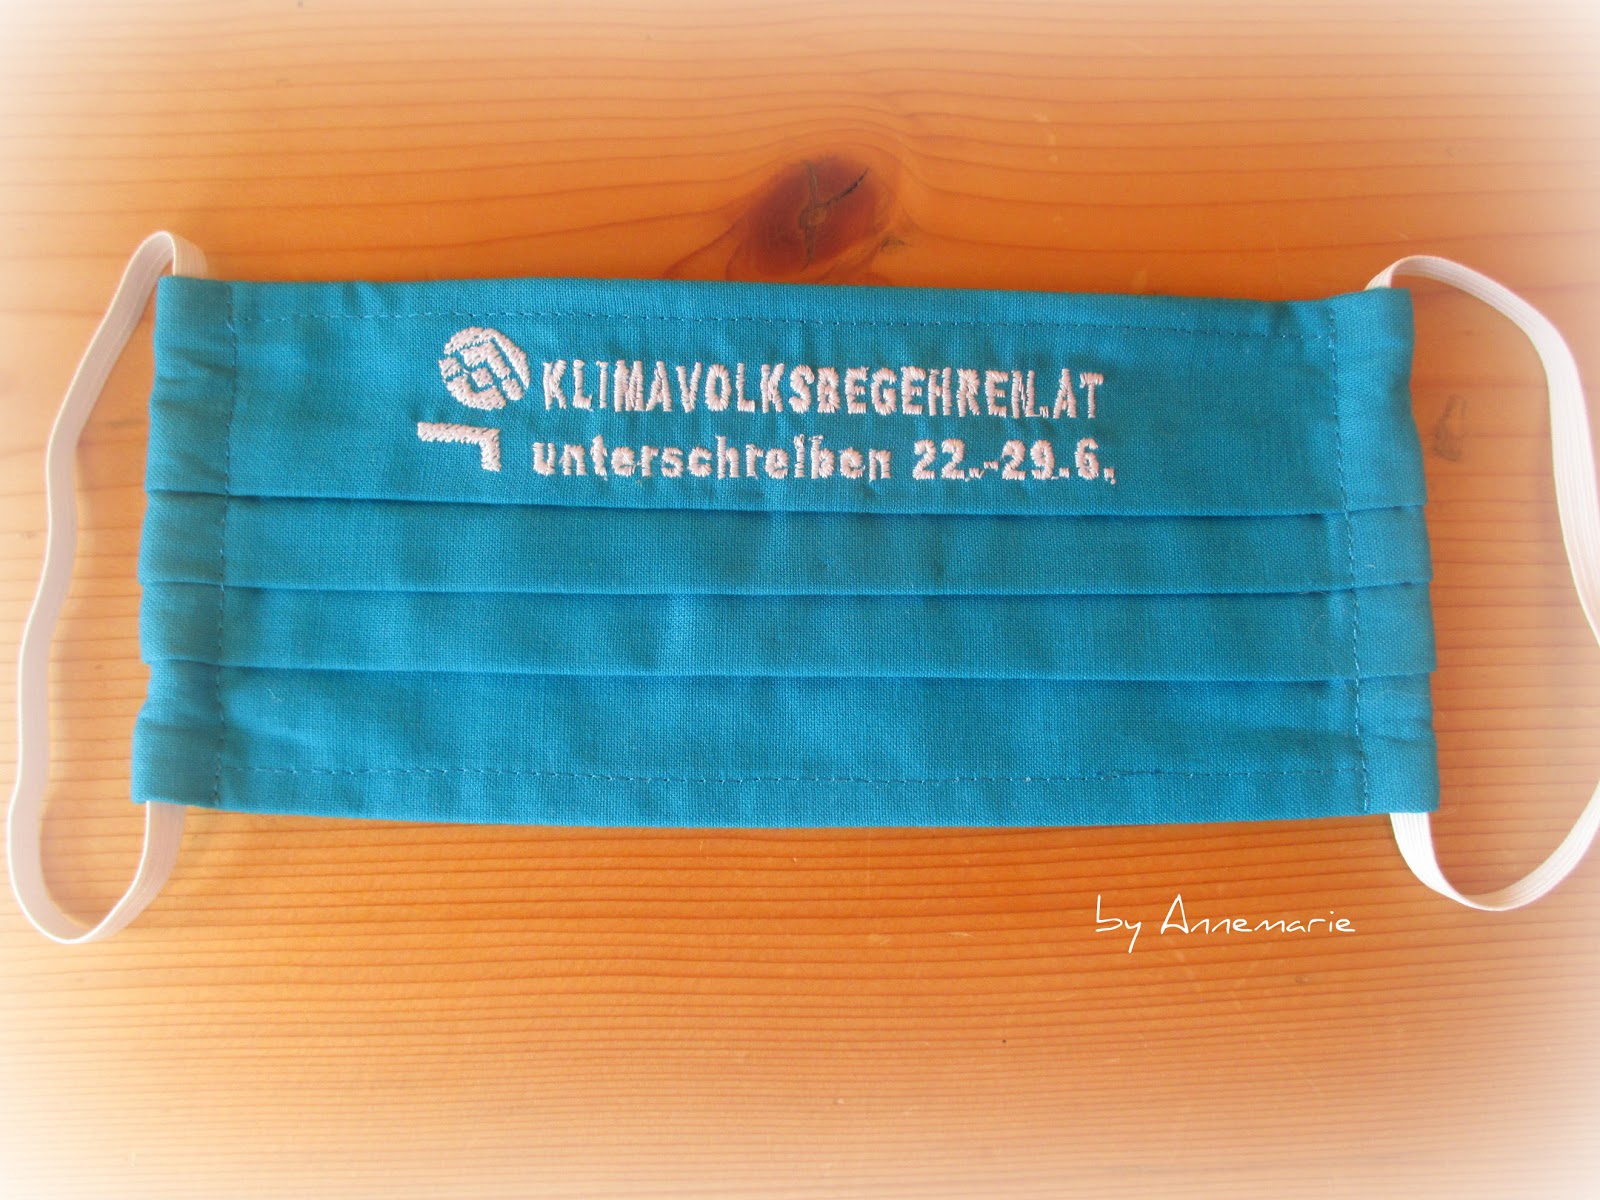 KLIMAVOLKSBEGEHREN.AT
unterschreiben 22.-29.6.
by Annemarie